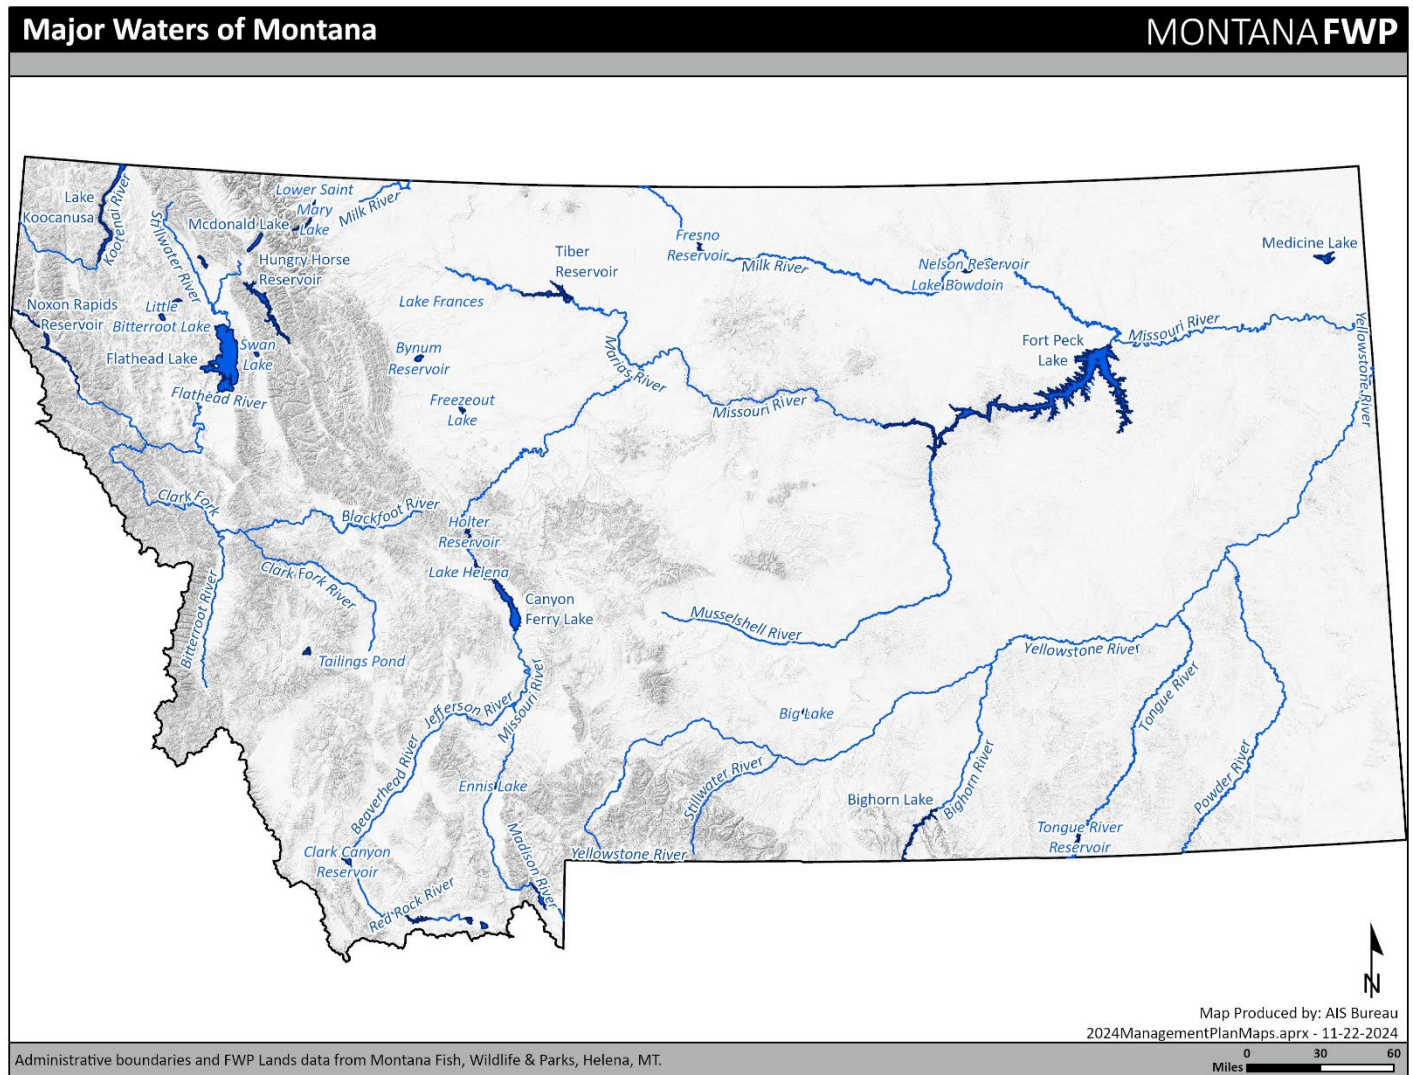 Major Waters of Montana
MONTANA FWP
Lake
Koocanusa
Kootenai River
Stillwater River
Lower Saint
Mary
Lake
Milk River
Mcdonald Lake
Hungry Horse
Reservoir
Noxon Rapids
Reservoir
Little
Bitterroot Lake
Flathead Lake
Swan
Lake
Flathead River
Lake Frances
Tiber
Reservoir
Bynum
Reservoir
Freezeout
Lake
Marias River
Fresno
Reservoir
Milk River
Nelson Reservoir
Lake Bowdoin
Medicine Lake
Fort Peck
Lake
Missouri River
Yellowstone River
Missouri River
Clark Fork
Blackfoot River
Holter
Reservoir
Lake Helena
Canyon
Ferry Lake
Clark Fork River
Bitterroot River
Tailings Pond
Musselshell River
Yellowstone River
Tongue River
Powder River
Jefferson River
Missouri River
Beaverhead River
Ennis Lake
Madison River
Clark Canyon
Reservoir
Red Rock River
Big Lake
Stillwater River
Yellowstone River
Bighorn Lake
Bighorn River
Tongue River
Reservoir
N
Map Produced by: AIS Bureau
2024ManagementPlanMaps.aprx - 11-22-2024
Administrative boundaries and FWP Lands data from Montana Fish, Wildlife & Parks, Helena, MT.
0 30 60
Miles